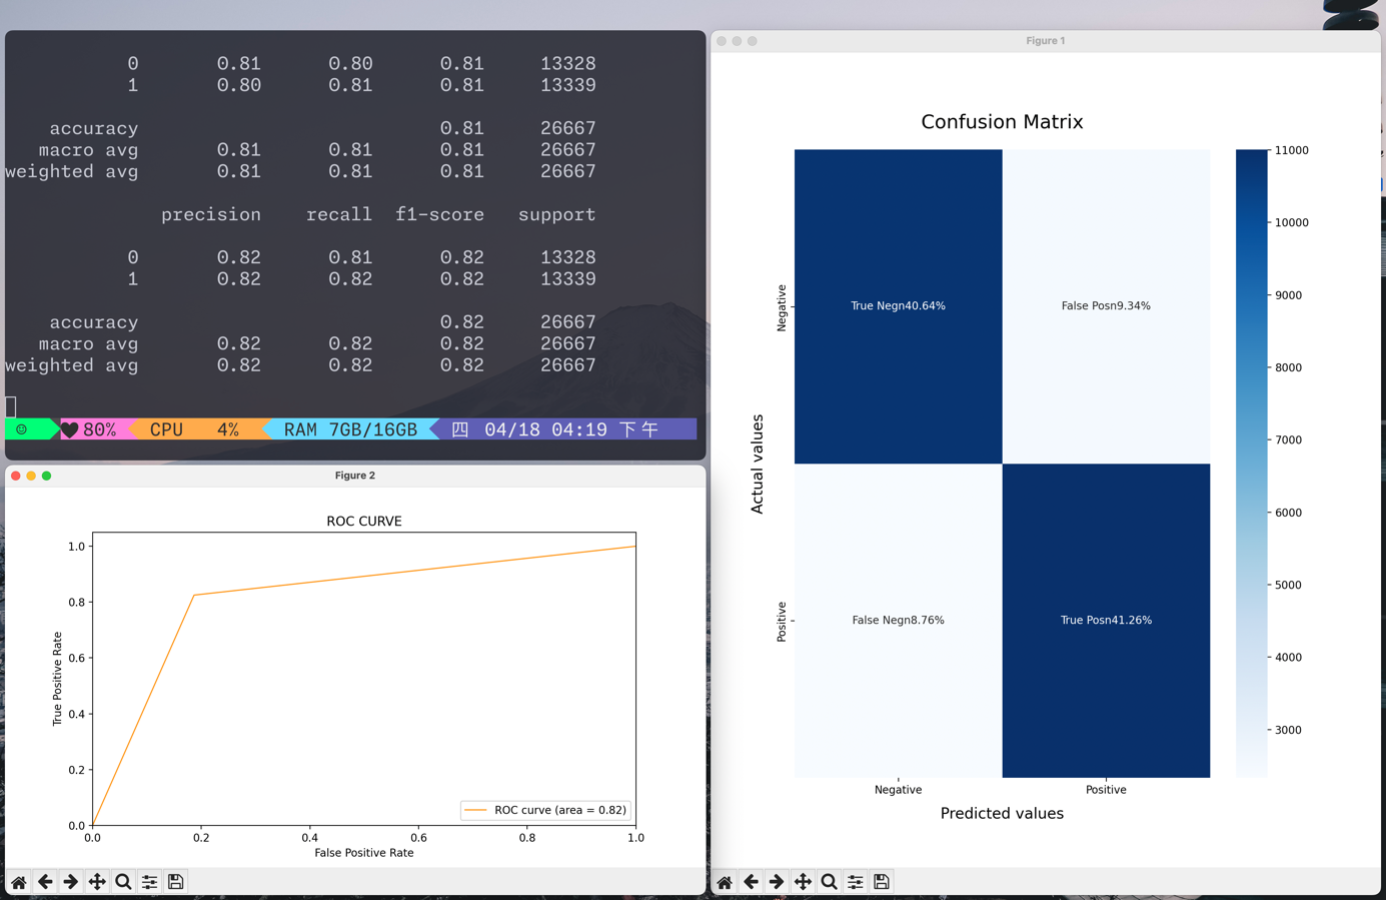 0 0.81 0.80 0.81 13328
1 0.80 0.81 0.81 13339
accuracy 0.81 26667
macro avg 0.81 0.81 0.81 26667
weighted avg 0.81 0.81 0.81 26667
precision recall f1-score support
0 0.82 0.81 0.82 13328
1 0.82 0.82 0.82 13339
accuracy 0.82 26667
macro avg 0.82 0.82 0.82 26667
weighted avg 0.82 0.82 0.82 26667
80% CPU 4% RAM 7GB/16GB 四 04/18 04:19 下午
Figure 2
ROC CURVE
True Positive Rate
1.0
0.8
0.6
0.4
0.2
0.0
0.0 0.2 0.4 0.6 0.8 1.0
False Positive Rate
ROC curve (area = 0.82)
Figure 1
Confusion Matrix
Actual values
Negative
Positive
True Negn40.64% False Posn9.34%
False Negn8.76% True Posn41.26%
Negative Positive
Predicted values
11000
10000
9000
8000
7000
6000
5000
4000
3000